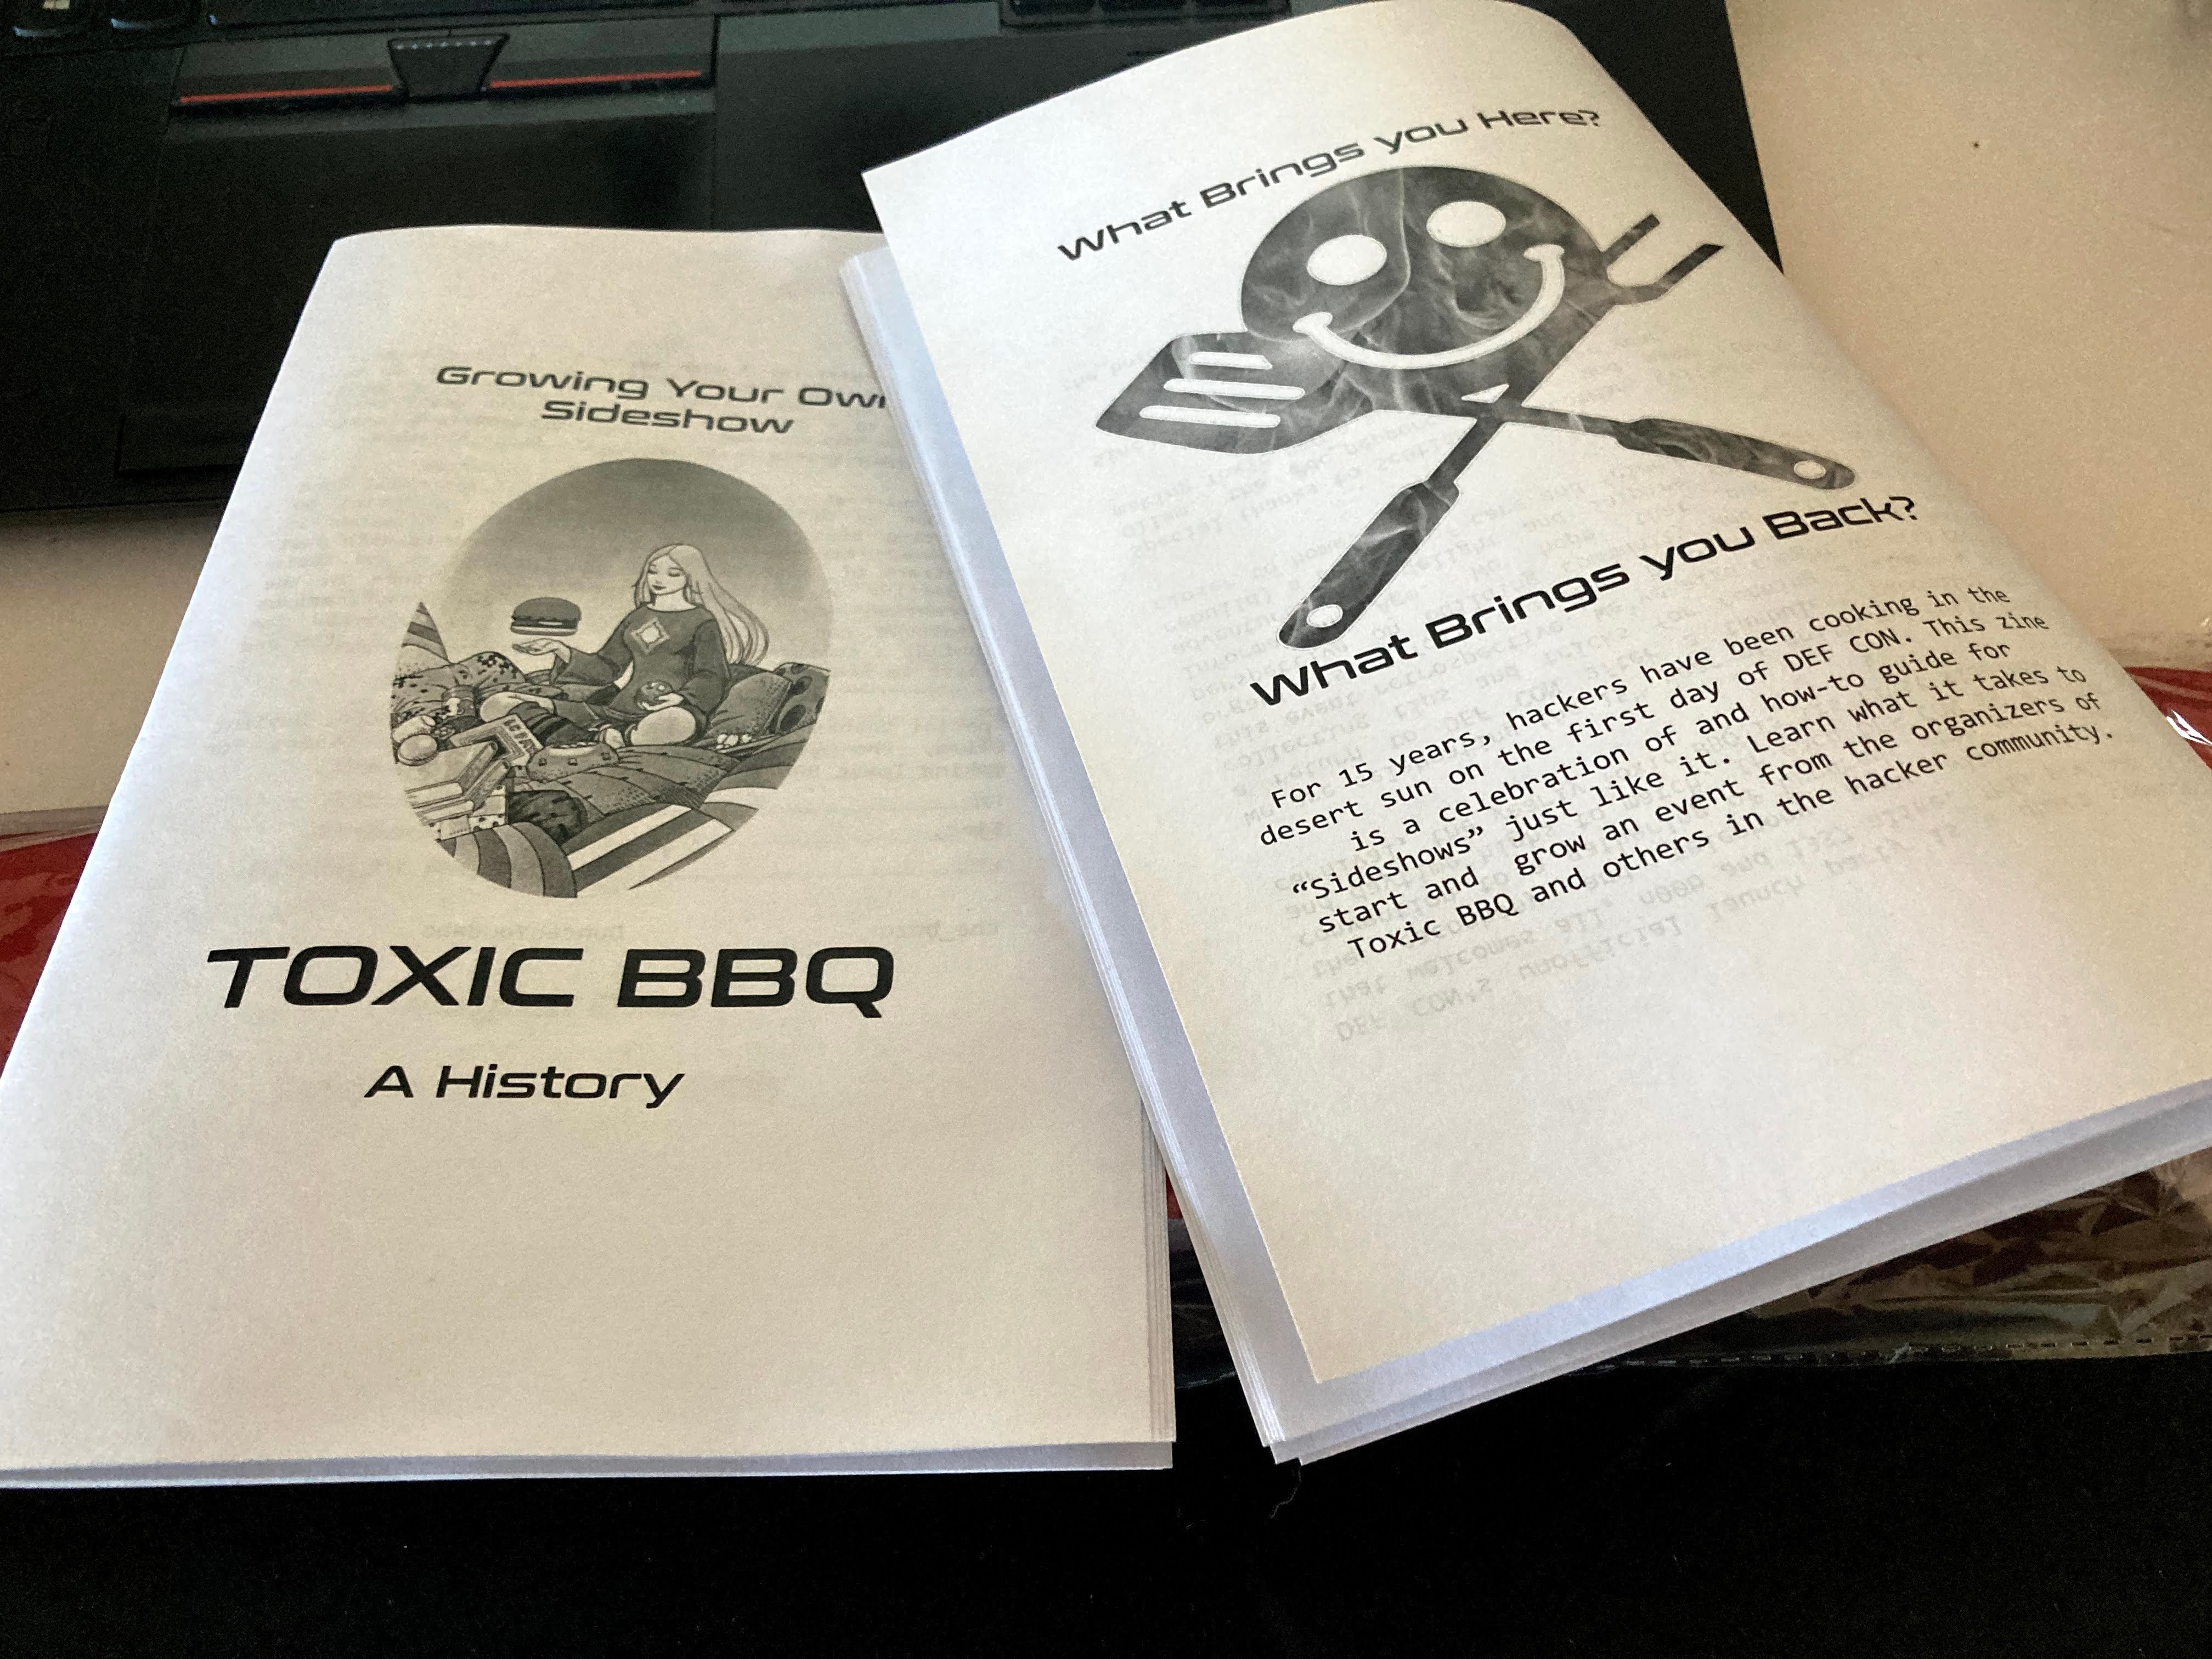 Growing Your Own
Sideshow
TOXIC BBQ
A History
What Brings you Here?
What Brings you Back?
For 15 years, hackers have been cooking in the
desert sun on the first day of DEF CON. This zine
is a celebration of and how-to guide for
“Sideshows” just like it. Learn what it takes to
start and grow an event from the organizers of
Toxic BBQ and others in the hacker community.